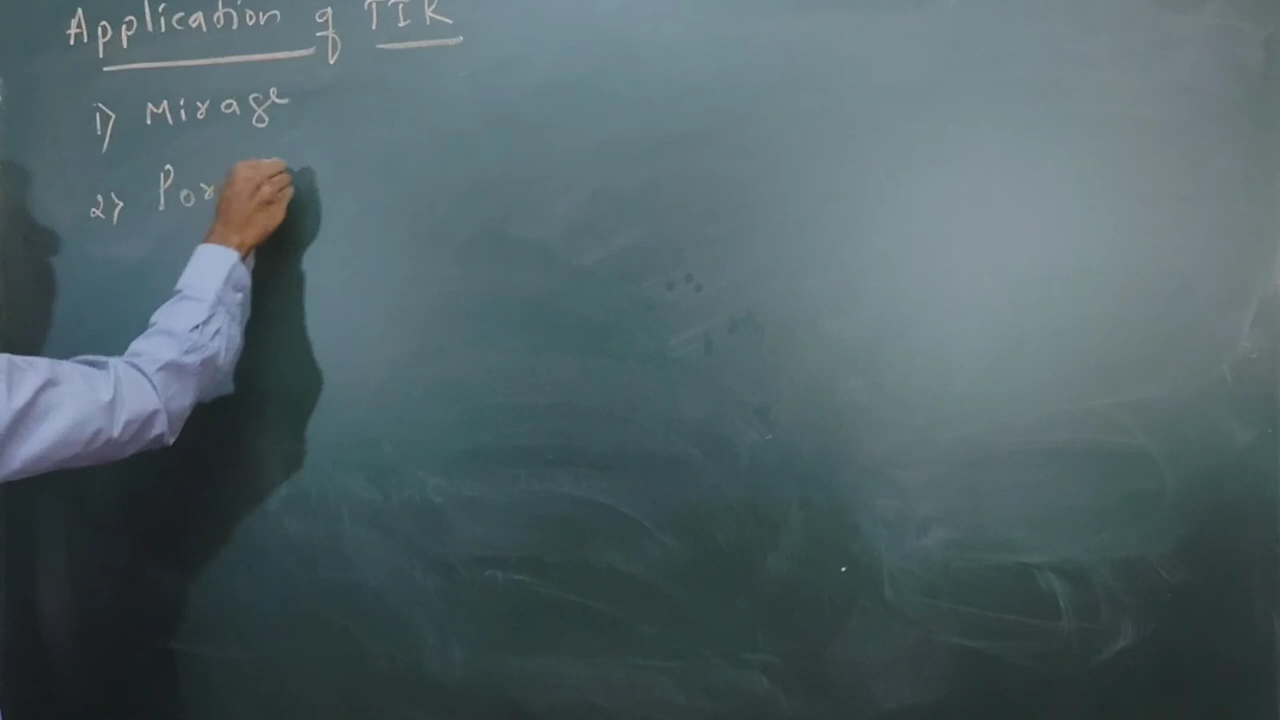 Application of TIR
1) Mirage
2) Por